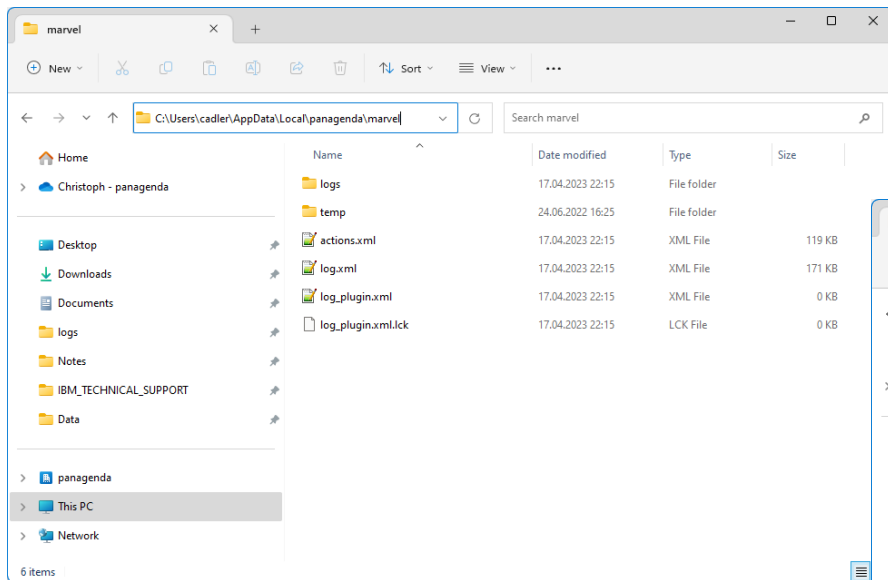 marvel
New
Sort
View
C:\Users\cadler\AppData\Local\panagenda\marvel
Search marvel
Home
Christoph - panagenda
Desktop
Downloads
Documents
logs
Notes
IBM_TECHNICAL_SUPPORT
Data
panagenda
This PC
Network
Name Date modified Type Size
logs 17.04.2023 22:15 File folder
temp 24.06.2022 16:25 File folder
actions.xml 17.04.2023 22:15 XML File 119 KB
log.xml 17.04.2023 22:15 XML File 171 KB
log_plugin.xml 17.04.2023 22:15 XML File 0 KB
log_plugin.xml.lck 17.04.2023 22:15 LCK File 0 KB
6 items